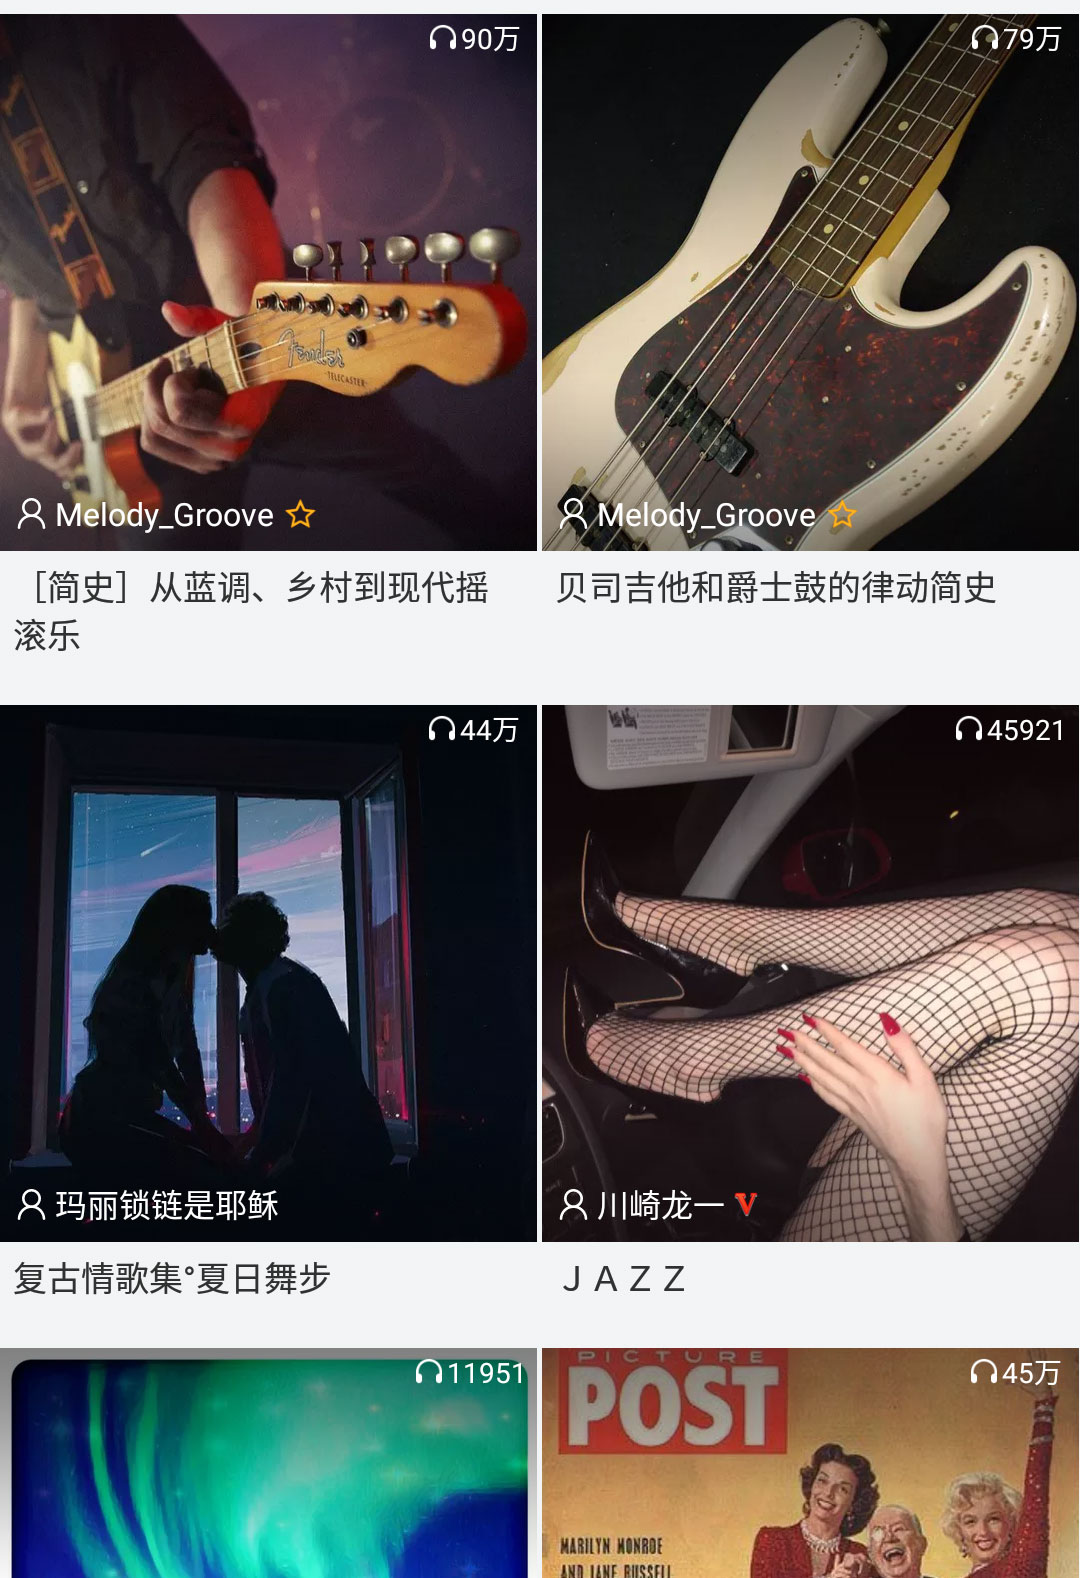 90万
79万
Fender
TELECASTER
Melody_Groove
Melody_Groove
［简史］从蓝调、乡村到现代摇
滚乐
贝司吉他和爵士鼓的律动简史
44万
45921
玛丽锁链是耶稣
川崎龙一 V
复古情歌集°夏日舞步
ＪＡＺＺ
11951
45万
PICTURE
POST
MARILYN MONROE
AND JANE RUSSELL